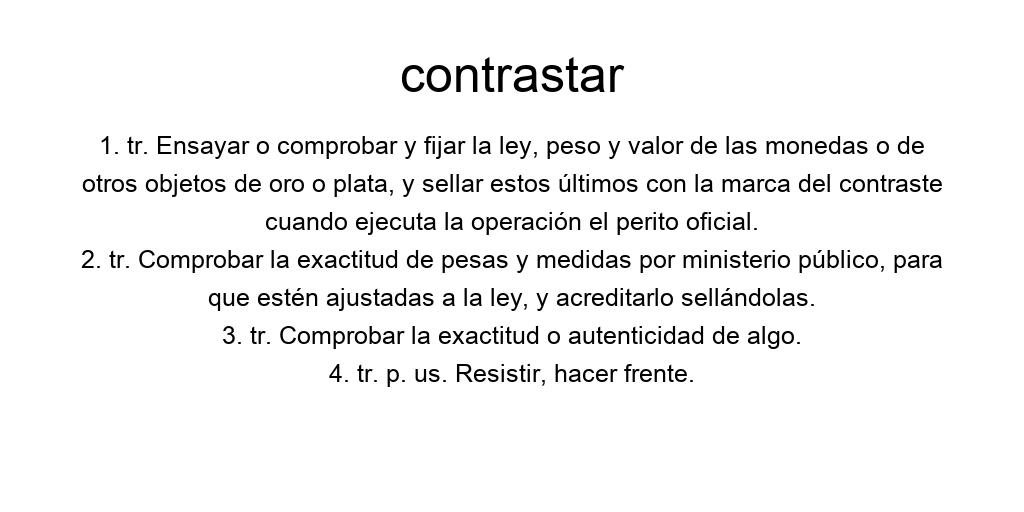 contrastar
1. tr. Ensayar o comprobar y fijar la ley, peso y valor de las monedas o de
otros objetos de oro o plata, y sellar estos últimos con la marca del contraste
cuando ejecuta la operación el perito oficial.
2. tr. Comprobar la exactitud de pesas y medidas por ministerio público, para
que estén ajustadas a la ley, y acreditarlo sellándolas.
3. tr. Comprobar la exactitud o autenticidad de algo.
4. tr. p. us. Resistir, hacer frente.